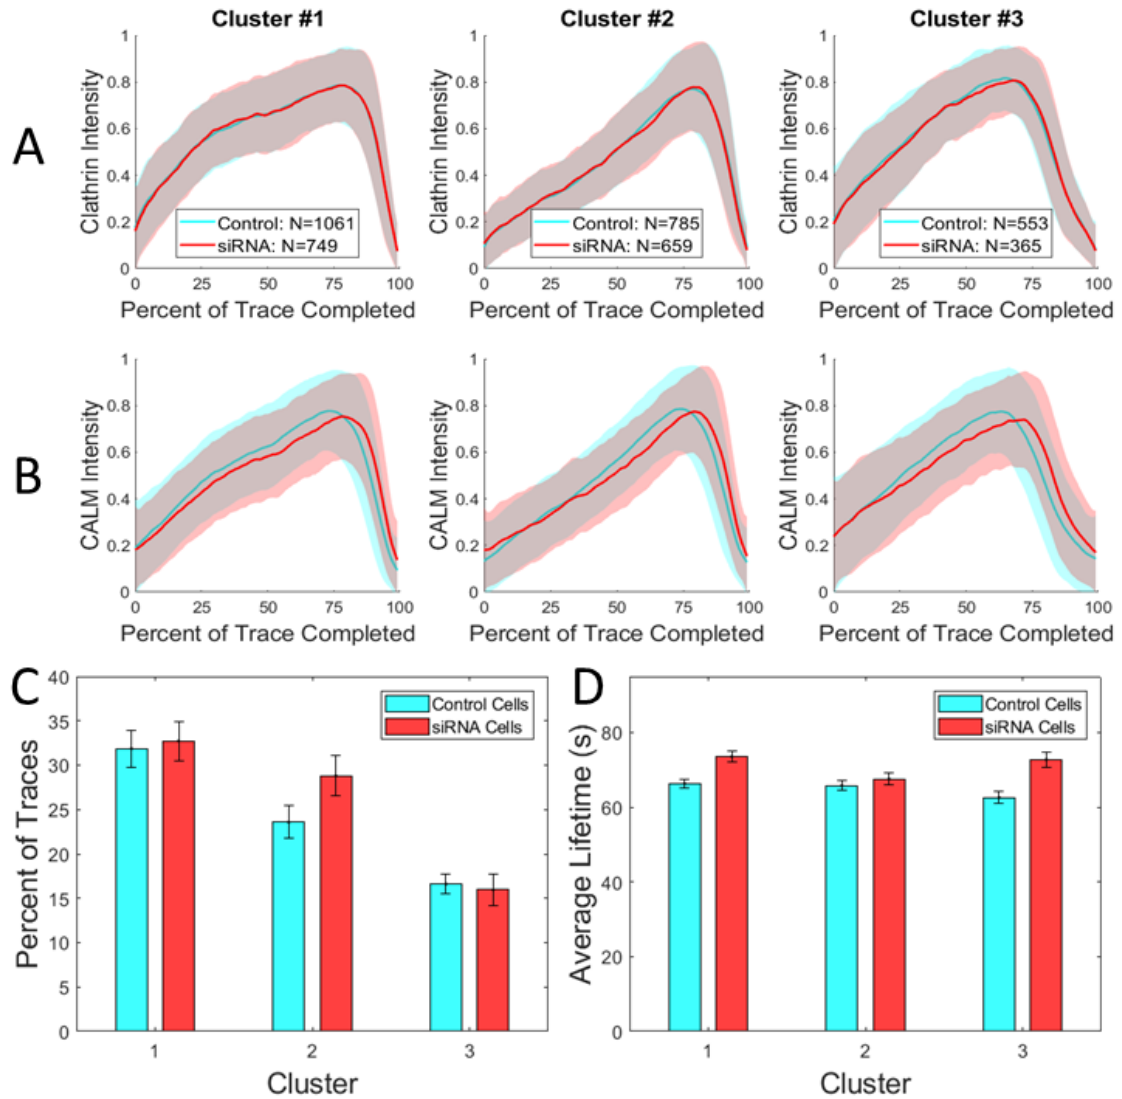 Cluster #1 Cluster #2 Cluster #3
A
Clathrin Intensity
1
0.8
0.6
0.4
0.2
0
Control: N=1061
siRNA: N=749
0 25 50 75 100
Percent of Trace Completed
Clathrin Intensity
1
0.8
0.6
0.4
0.2
0
Control: N=785
siRNA: N=659
0 25 50 75 100
Percent of Trace Completed
Clathrin Intensity
1
0.8
0.6
0.4
0.2
0
Control: N=553
siRNA: N=365
0 25 50 75 100
Percent of Trace Completed
B
CALM Intensity
1
0.8
0.6
0.4
0.2
0
0 25 50 75 100
Percent of Trace Completed
CALM Intensity
1
0.8
0.6
0.4
0.2
0
0 25 50 75 100
Percent of Trace Completed
CALM Intensity
1
0.8
0.6
0.4
0.2
0
0 25 50 75 100
Percent of Trace Completed
C
Percent of Traces
40
35
30
25
20
15
10
5
0
Control Cells
siRNA Cells
1 2 3
Cluster
D
Average Lifetime (s)
80
60
40
20
0
Control Cells
siRNA Cells
1 2 3
Cluster